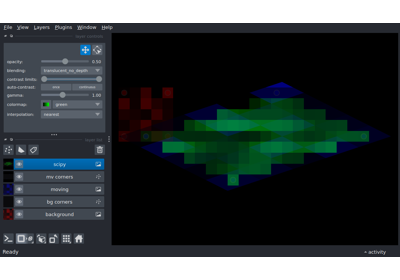 File View Layers Plugins Window Help
opacity: 0.50
blending: translucent_no_depth
contrast limits:
auto-contrast: once continuous
gamma: 1.00
colormap: green
interpolation: nearest
scipy
mv corners
moving
bg corners
background
Ready
activity